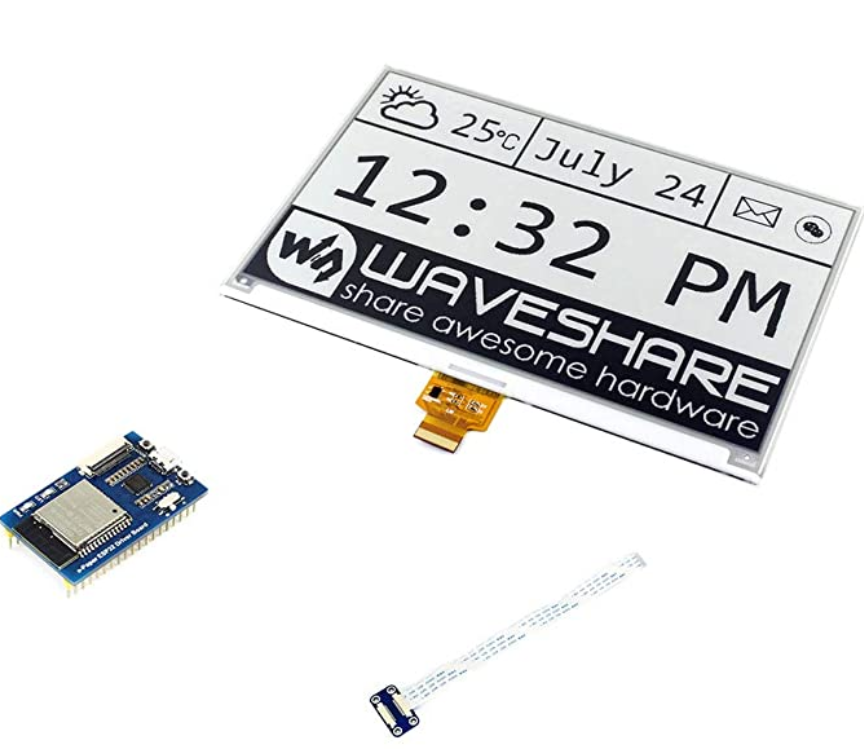 25°C
July 24
12:32 PM
WAVESHARE
share awesome hardware
e-Paper ESP32 Driver Board